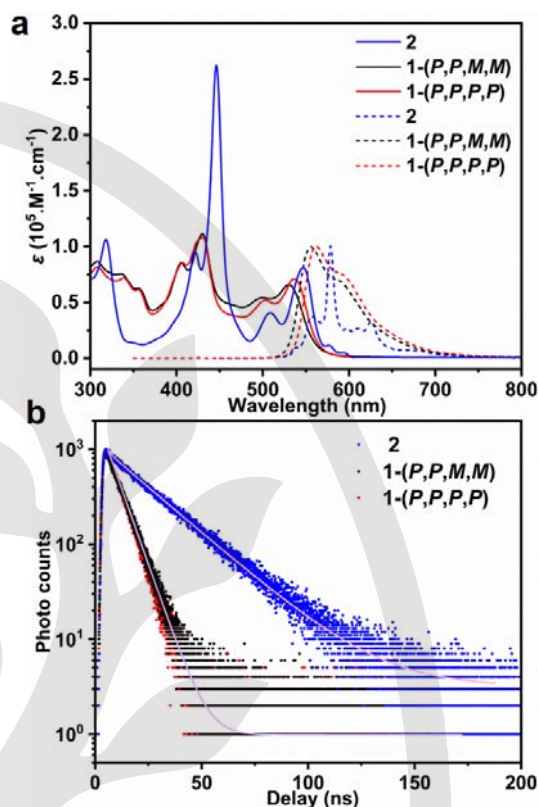 a
3.0
2.5
2.0
1.5
1.0
0.5
0.0
ε (10⁵.M⁻¹.cm⁻¹)
2
1-(P,P,M,M)
1-(P,P,P,P)
2
1-(P,P,M,M)
1-(P,P,P,P)
300 400 500 600 700 800
Wavelength (nm)
b
10³
10²
10¹
10⁰
Photo counts
2
1-(P,P,M,M)
1-(P,P,P,P)
0 50 100 150 200
Delay (ns)